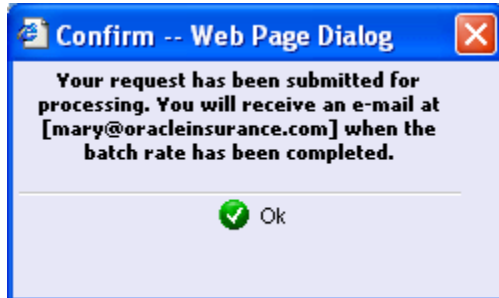 Confirm -- Web Page Dialog
Your request has been submitted for
processing. You will receive an e-mail at
[mary@oracleinsurance.com] when the
batch rate has been completed.
Ok